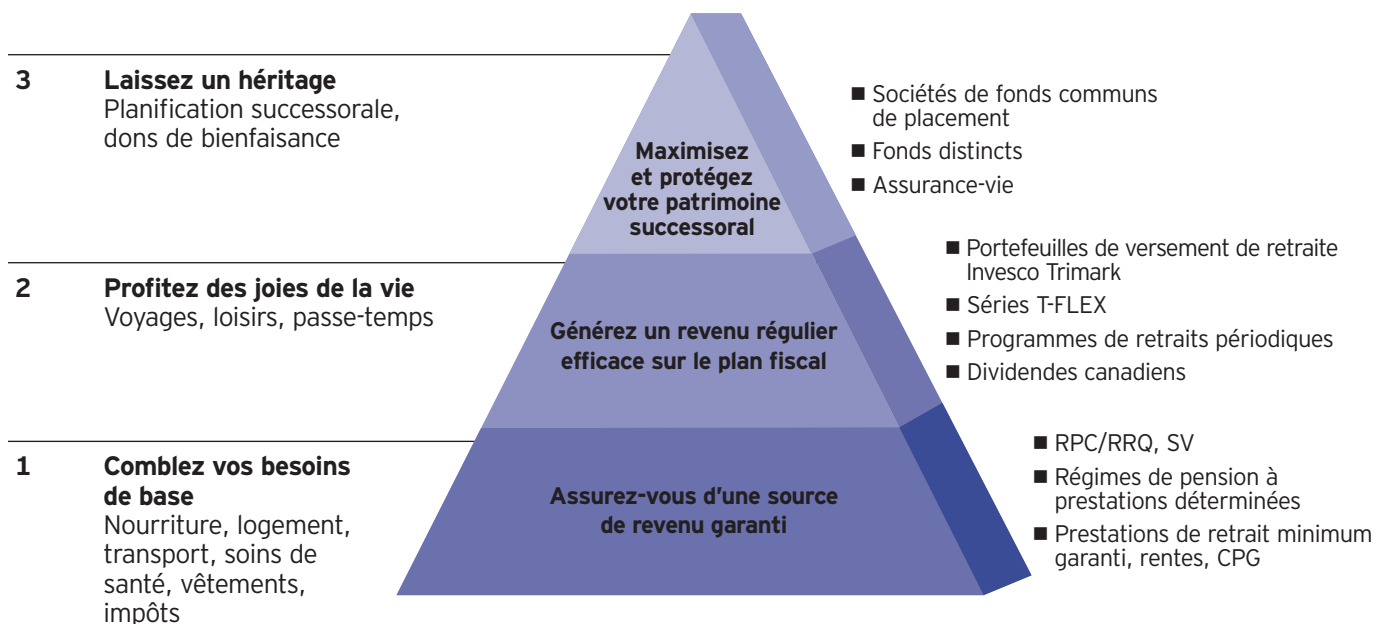 3 Laissez un héritage
Planification successorale,
dons de bienfaisance
Maximisez
et protégez
votre patrimoine
successoral
■ Sociétés de fonds communs
de placement
■ Fonds distincts
■ Assurance-vie
2 Profitez des joies de la vie
Voyages, loisirs, passe-temps
Générez un revenu régulier
efficace sur le plan fiscal
■ Portefeuilles de versement de retraite
Invesco Trimark
■ Séries T-FLEX
■ Programmes de retraits périodiques
■ Dividendes canadiens
1 Comblez vos besoins
de base
Nourriture, logement,
transport, soins de
santé, vêtements,
impôts
Assurez-vous d'une source
de revenu garanti
■ RPC/RRQ, SV
■ Régimes de pension à
prestations déterminées
■ Prestations de retrait minimum
garanti, rentes, CPG